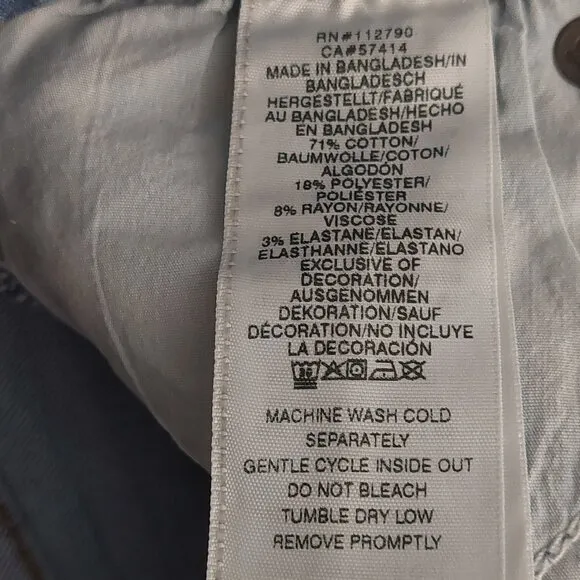 RN#112790
CA#57414
MADE IN BANGLADESH/IN
BANGLADESCH
HERGESTELLT/FABRIQUÉ
AU BANGLADESH/HECHO
EN BANGLADESH
71% COTTON/
BAUMWOLLE/COTON/
ALGODÓN
18% POLYESTER/
POLIÉSTER
8% RAYON/RAYONNE/
VISCOSE
3% ELASTANE/ELASTAN/
ELASTHANNE/ELASTANO
EXCLUSIVE OF
DECORATION/
AUSGENOMMEN
DEKORATION/SAUF
DÉCORATION/NO INCLUYE
LA DECORACIÓN
MACHINE WASH COLD
SEPARATELY
GENTLE CYCLE INSIDE OUT
DO NOT BLEACH
TUMBLE DRY LOW
REMOVE PROMPTLY